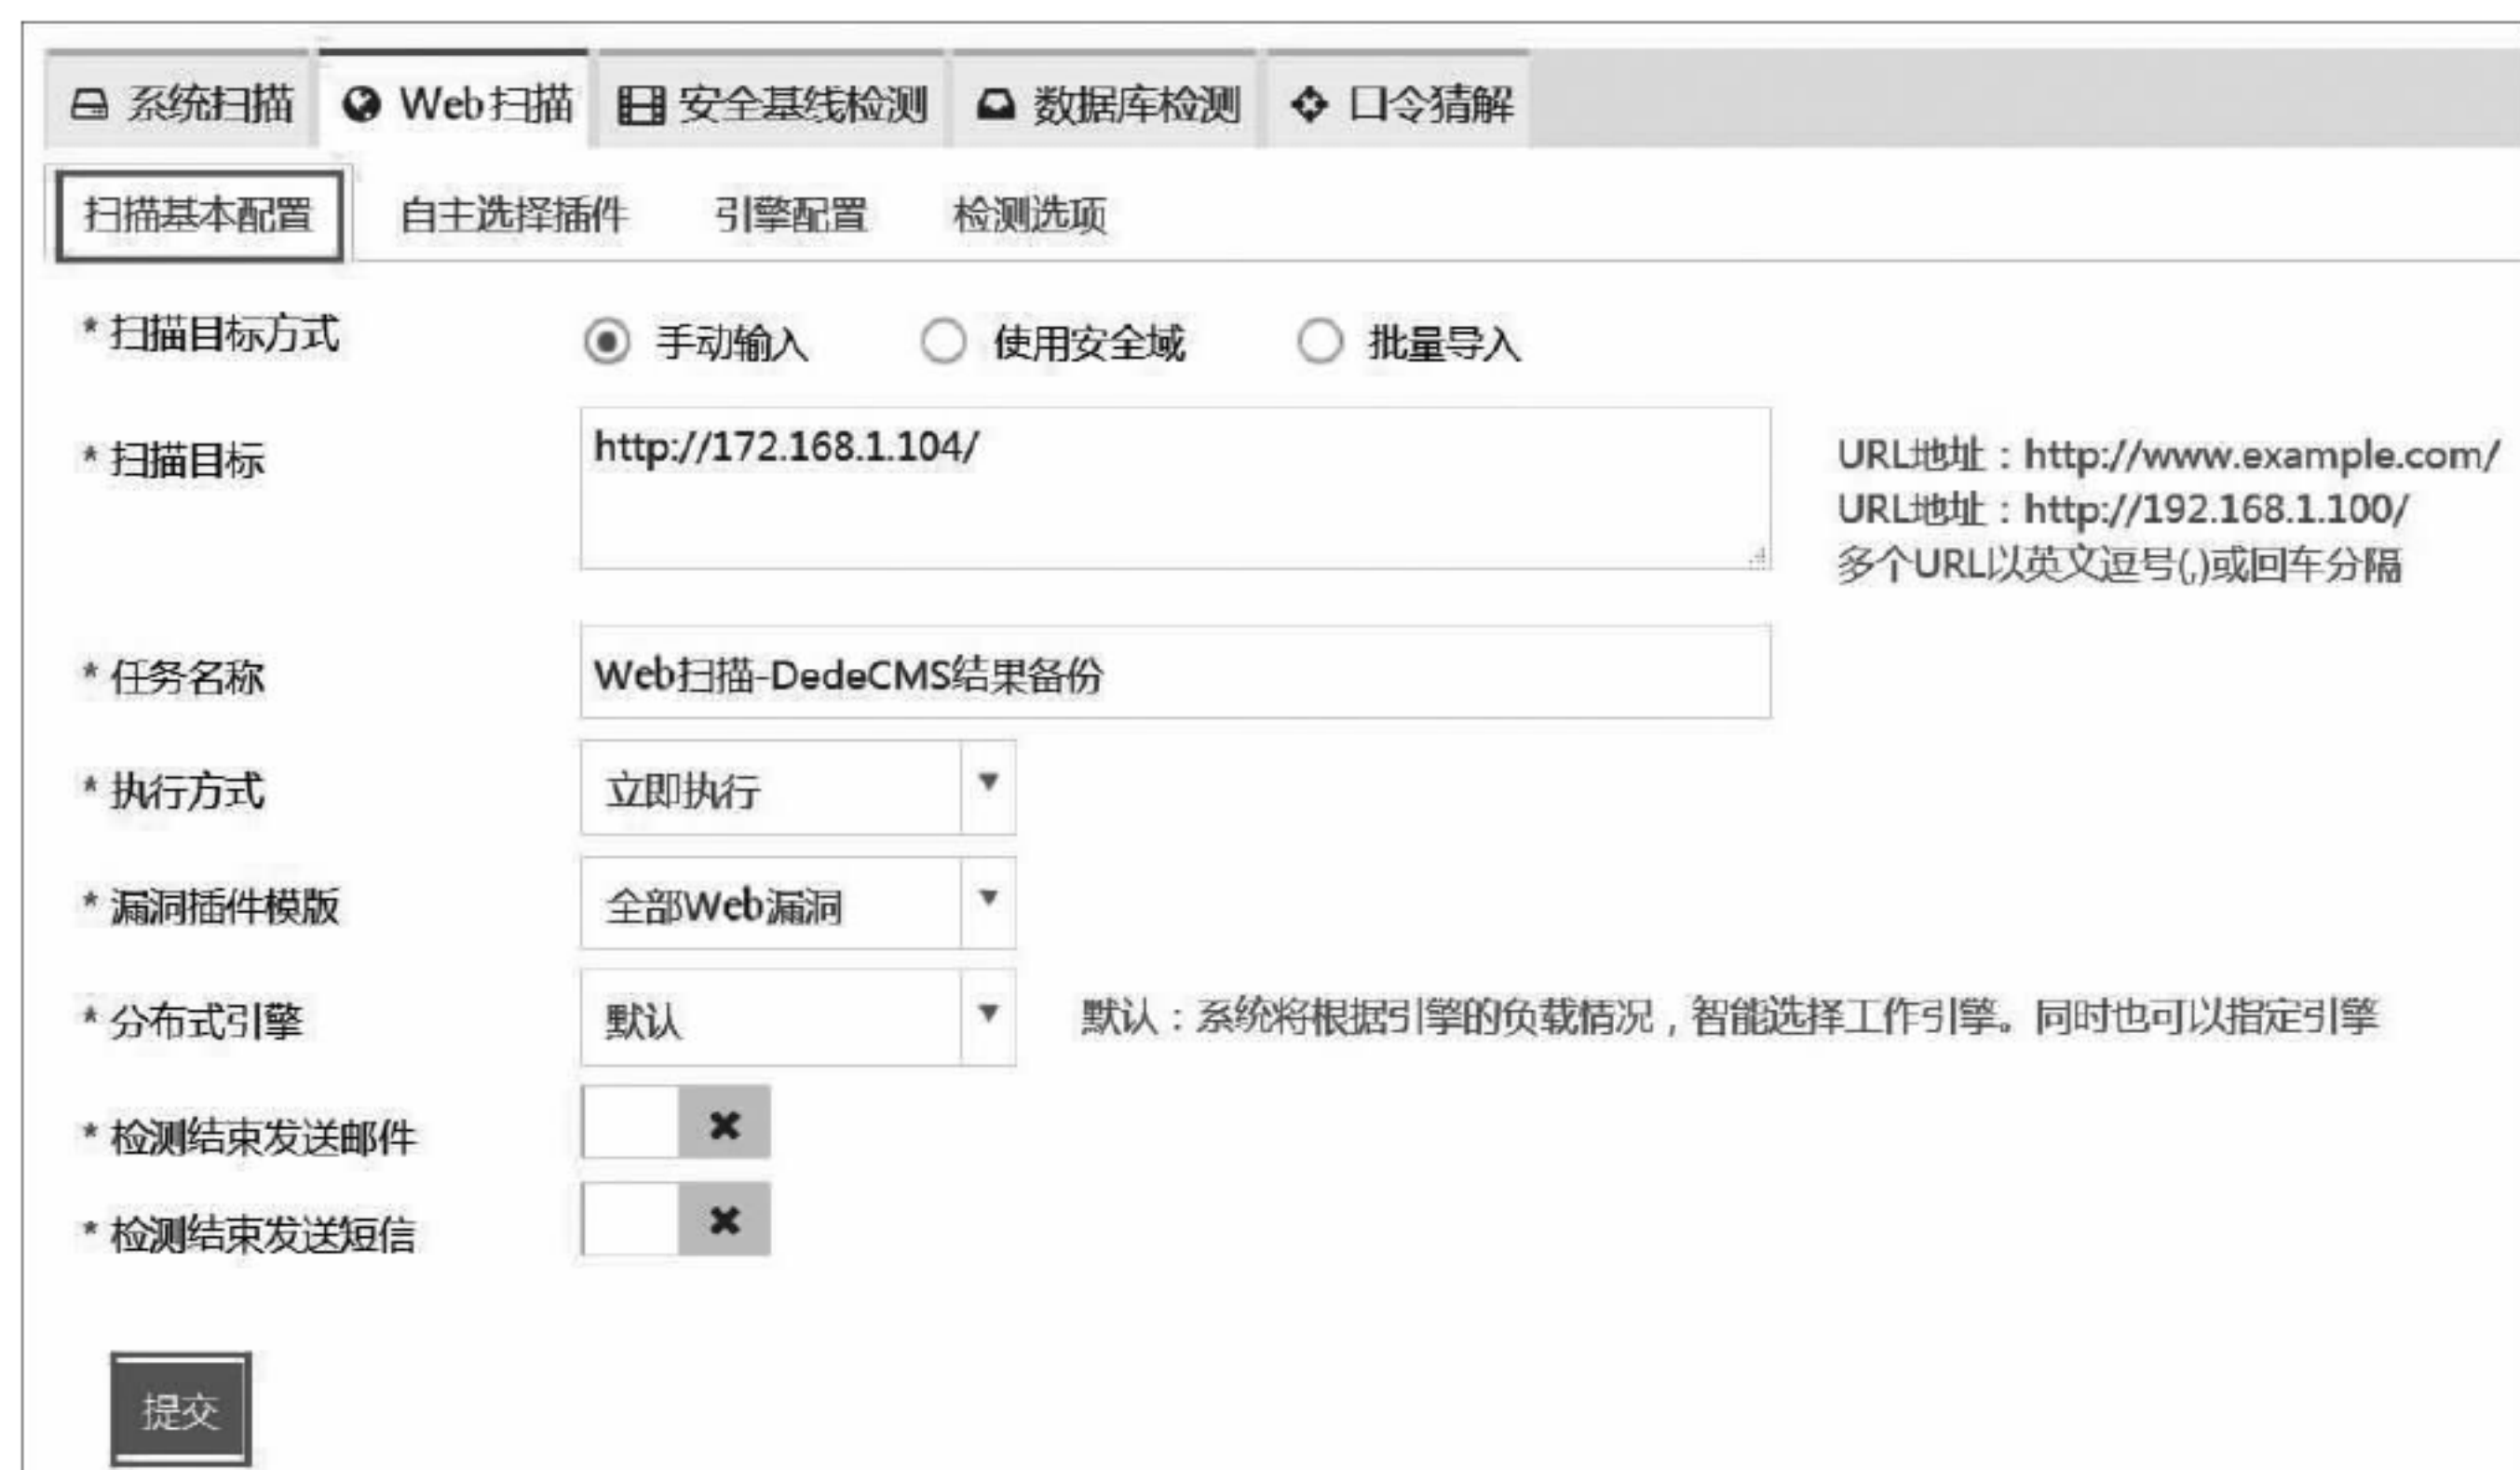 系统扫描 Web扫描 安全基线检测 数据库检测 口令猜解
扫描基本配置 自主选择插件 引擎配置 检测选项
* 扫描目标方式 手动输入 使用安全域 批量导入
* 扫描目标 http://172.168.1.104/
URL地址：http://www.example.com/
URL地址：http://192.168.1.100/
多个URL以英文逗号(,)或回车分隔
* 任务名称 Web扫描-DedeCMS结果备份
* 执行方式 立即执行
* 漏洞插件模版 全部Web漏洞
* 分布式引擎 默认 默认：系统将根据引擎的负载情况，智能选择工作引擎。同时也可以指定引擎
* 检测结束发送邮件
* 检测结束发送短信
提交